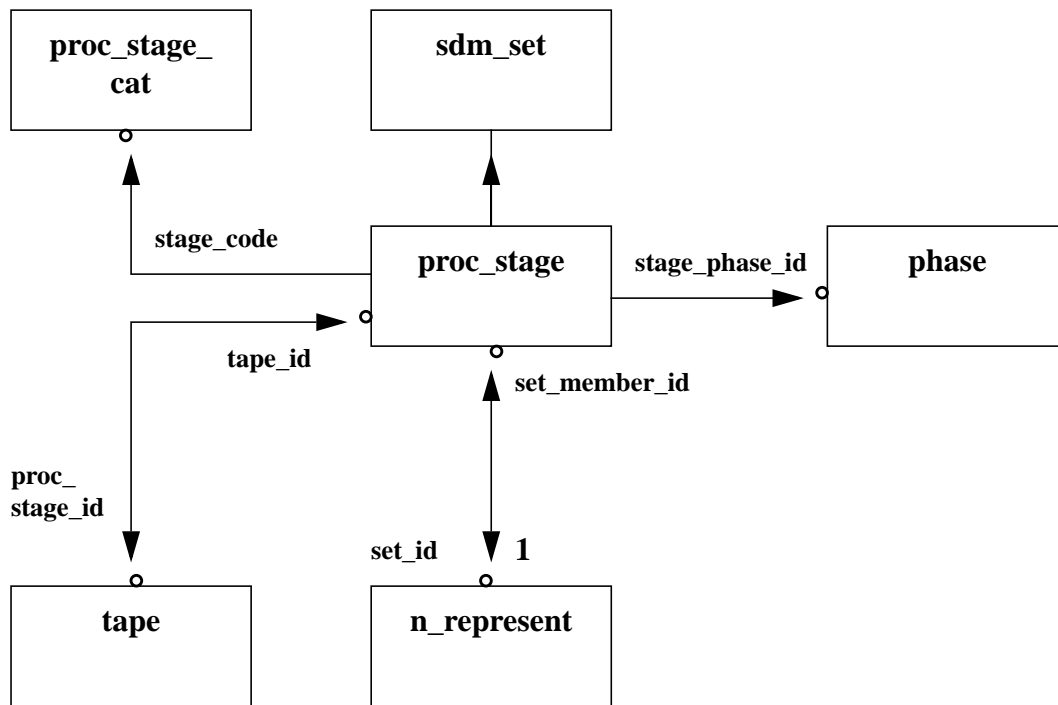 proc_stage_
cat
sdm_set
stage_code
proc_stage
stage_phase_id
phase
tape_id
set_member_id
proc_
stage_id
set_id
1
tape
n_represent